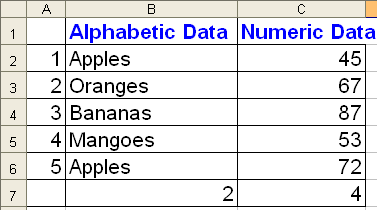 A B C
1 Alphabetic Data Numeric Data
2 1 Apples 45
3 2 Oranges 67
4 3 Bananas 87
5 4 Mangoes 53
6 5 Apples 72
7 2 4